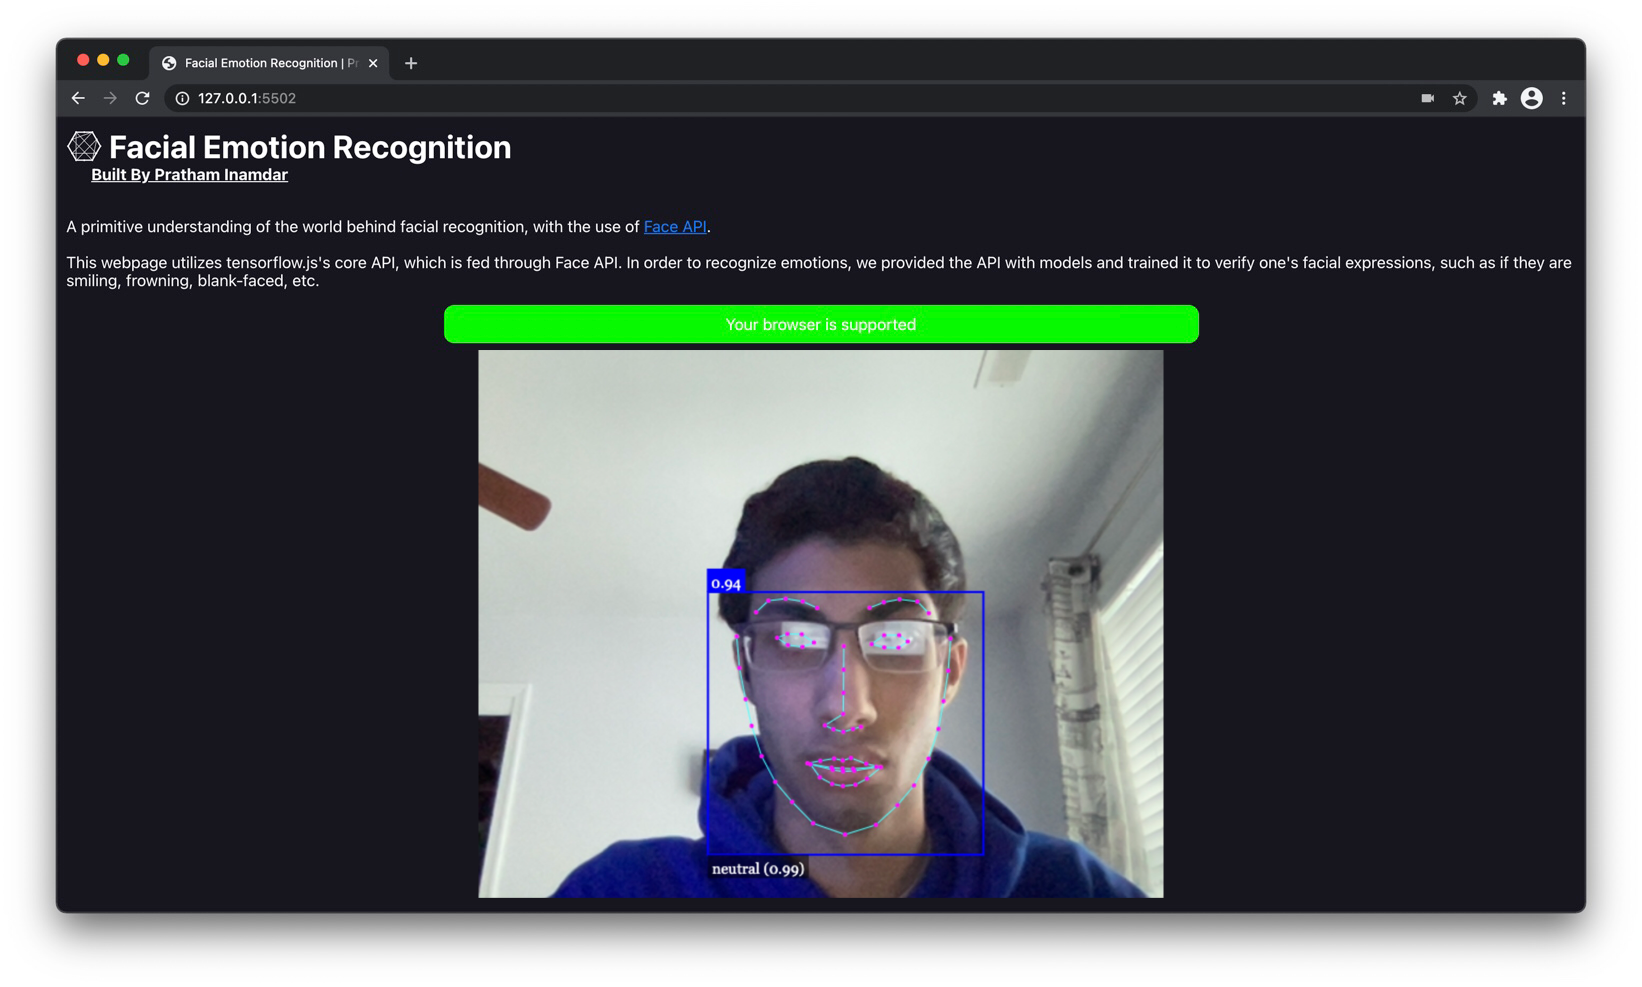 Facial Emotion Recognition | Pr
127.0.0.1:5502
Facial Emotion Recognition
Built By Pratham Inamdar
A primitive understanding of the world behind facial recognition, with the use of Face API.
This webpage utilizes tensorflow.js's core API, which is fed through Face API. In order to recognize emotions, we provided the API with models and trained it to verify one's facial expressions, such as if they are
smiling, frowning, blank-faced, etc.
Your browser is supported
0.94
neutral (0.99)